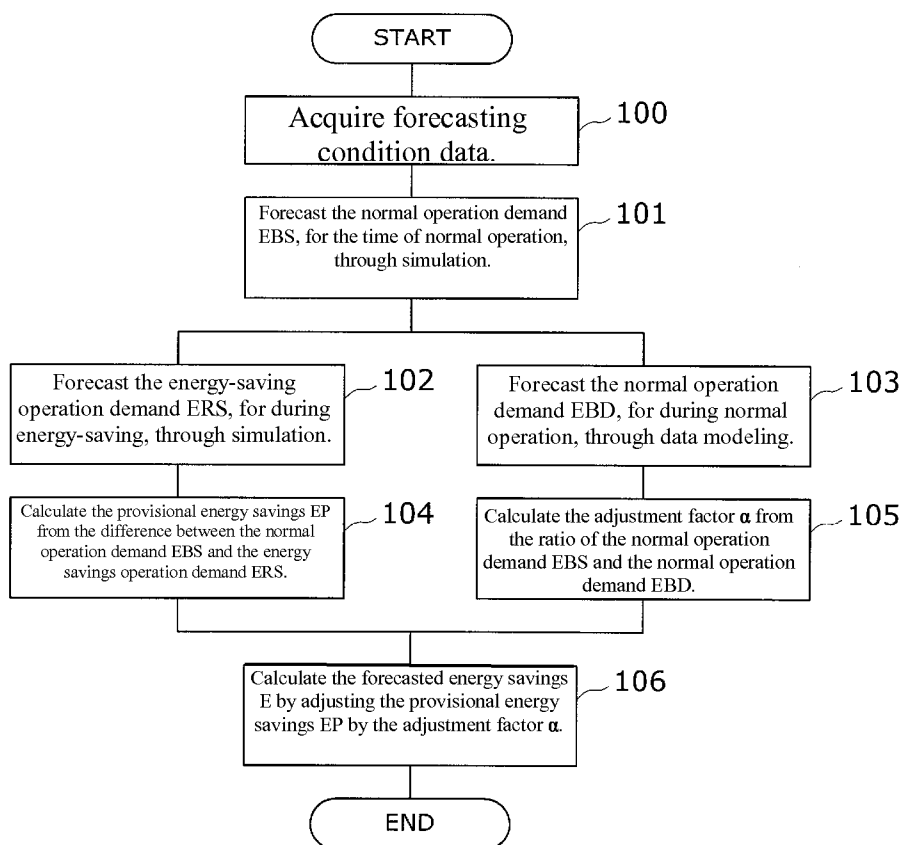 START
Acquire forecasting
condition data.
100
Forecast the normal operation demand
EBS, for the time of normal operation,
through simulation.
101
Forecast the energy-saving
operation demand ERS, for during
energy-saving, through simulation.
102
Forecast the normal operation
demand EBD, for during normal
operation, through data modeling.
103
Calculate the provisional energy savings EP
from the difference between the normal
operation demand EBS and the energy
savings operation demand ERS.
104
Calculate the adjustment factor α from
the ratio of the normal operation
demand EBS and the normal operation
demand EBD.
105
Calculate the forecasted energy savings
E by adjusting the provisional energy
savings EP by the adjustment factor α.
106
END